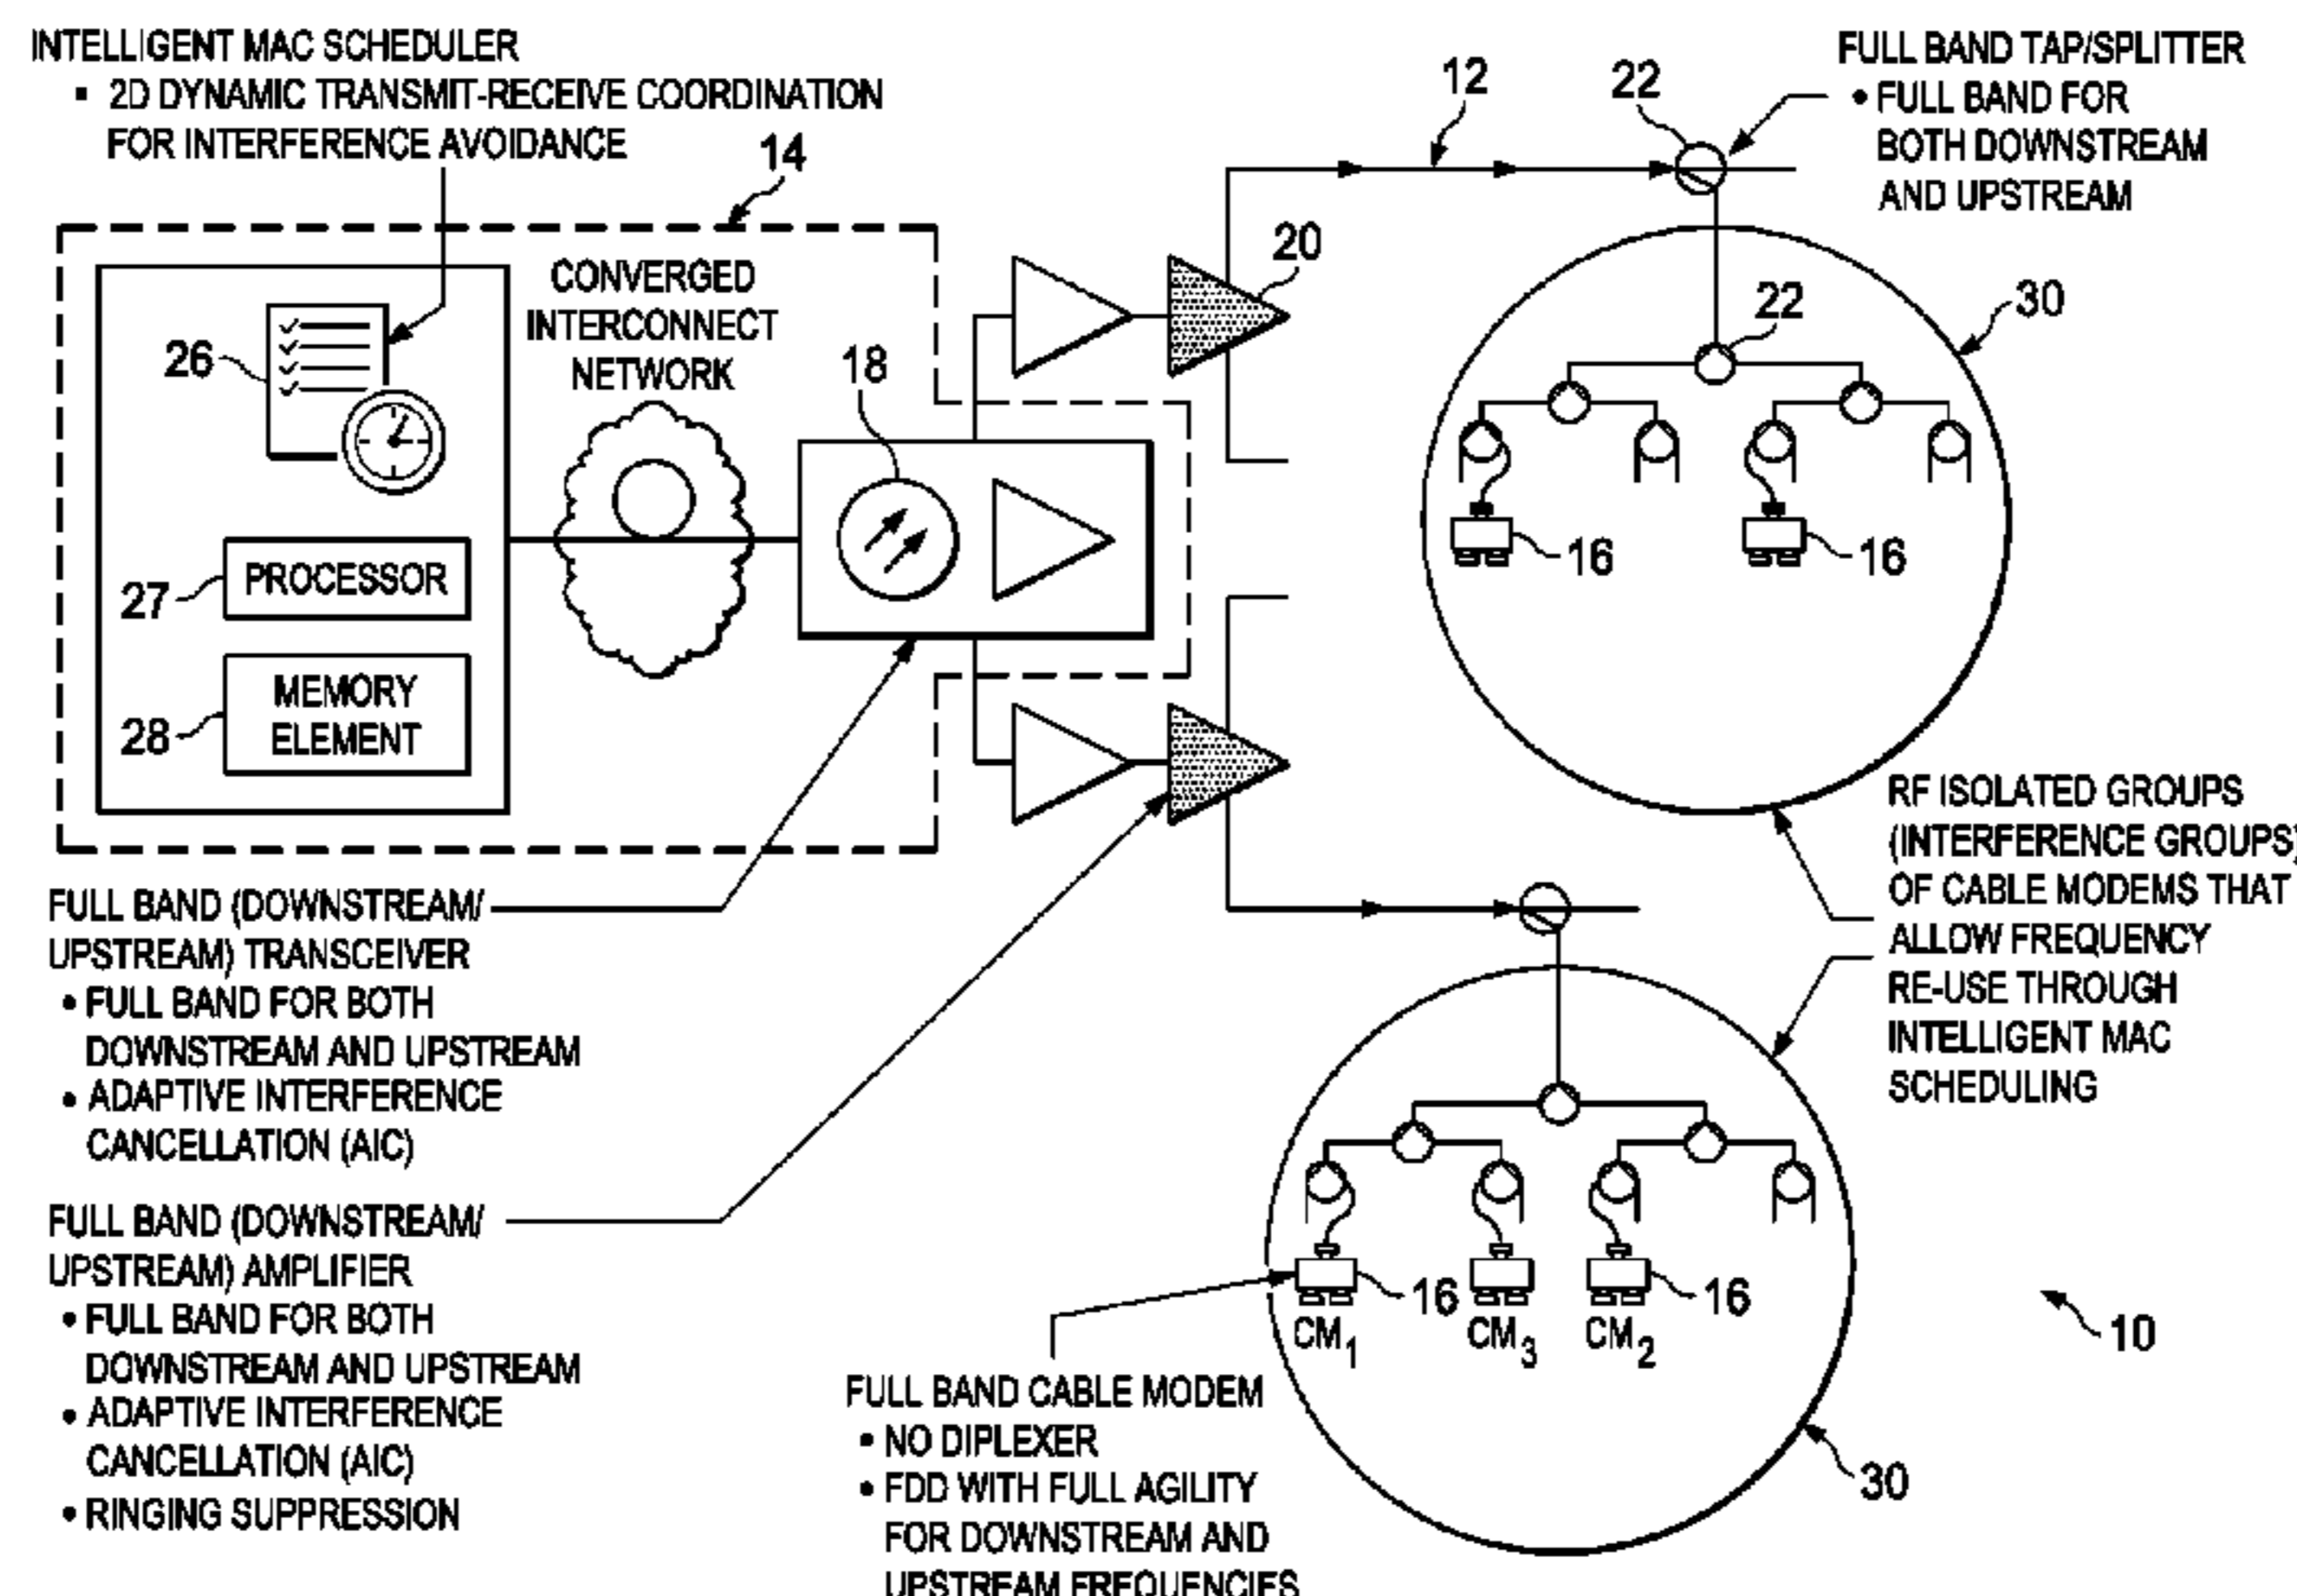 INTELLIGENT MAC SCHEDULER
▪ 2D DYNAMIC TRANSMIT-RECEIVE COORDINATION
FOR INTERFERENCE AVOIDANCE
14
12
22
FULL BAND TAP/SPLITTER
• FULL BAND FOR
BOTH DOWNSTREAM
AND UPSTREAM
CONVERGED
INTERCONNECT
NETWORK
26
18
20
22
30
16
16
PROCESSOR
27
MEMORY
ELEMENT
28
RF ISOLATED GROUPS
(INTERFERENCE GROUPS)
OF CABLE MODEMS THAT
ALLOW FREQUENCY
RE-USE THROUGH
INTELLIGENT MAC
SCHEDULING
FULL BAND (DOWNSTREAM/
UPSTREAM) TRANSCEIVER
• FULL BAND FOR BOTH
DOWNSTREAM AND UPSTREAM
• ADAPTIVE INTERFERENCE
CANCELLATION (AIC)
FULL BAND (DOWNSTREAM/
UPSTREAM) AMPLIFIER
• FULL BAND FOR BOTH
DOWNSTREAM AND UPSTREAM
• ADAPTIVE INTERFERENCE
CANCELLATION (AIC)
• RINGING SUPPRESSION
16
16
CM1
CM3
CM2
10
30
FULL BAND CABLE MODEM
• NO DIPLEXER
• FDD WITH FULL AGILITY
FOR DOWNSTREAM AND
UPSTREAM FREQUENCIES